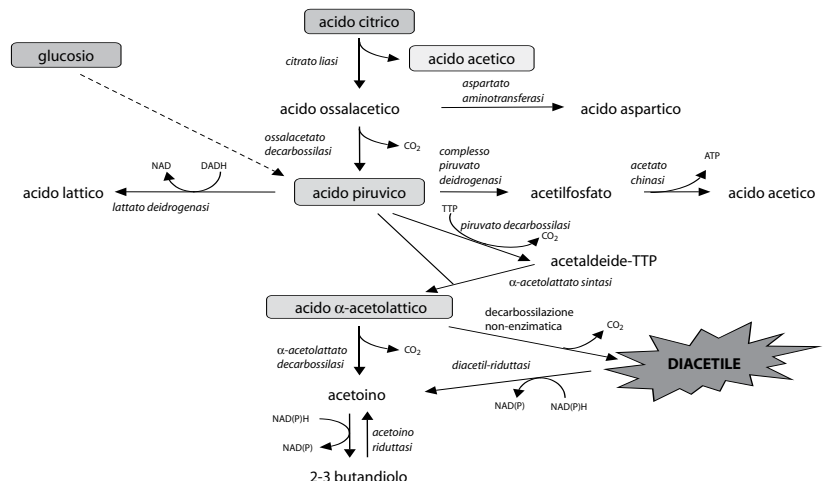 acido citrico
glucosio
citrato liasi
acido acetico
aspartato
aminotransferasi
acido ossalacetico
acido aspartico
ossalacetato
decarbossilasi
CO2
complesso
piruvato
deidrogenasi
ATP
acetato
chinasi
NAD
DADH
acido lattico
lattato deidrogenasi
acido piruvico
acetilfosfato
acido acetico
TTP
piruvato decarbossilasi
CO2
acetaldeide-TTP
α-acetolattato sintasi
acido α-acetolattico
decarbossilazione
non-enzimatica
CO2
α-acetolattato
decarbossilasi
CO2
diacetil-riduttasi
DIACETILE
acetoino
NAD(P)
NAD(P)H
NAD(P)H
NAD(P)
acetoino
riduttasi
2-3 butandiolo